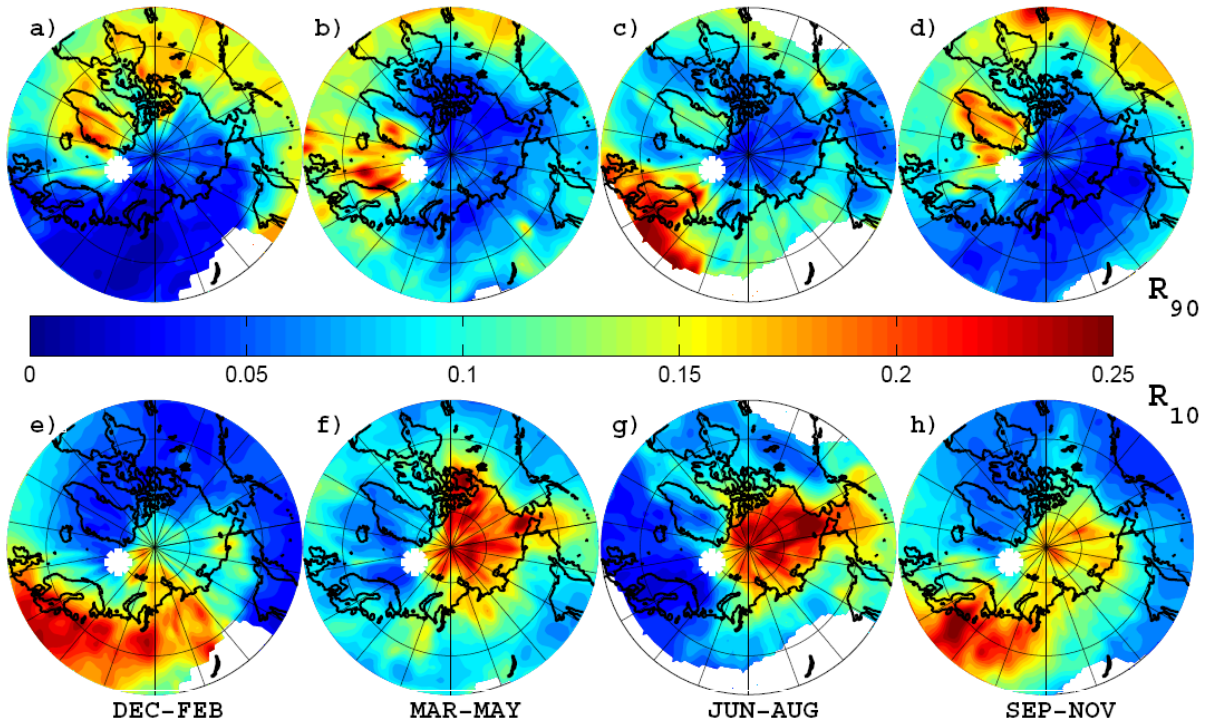 a) b) c) d)
R90
0 0.05 0.1 0.15 0.2 0.25
R10
e) f) g) h)
DEC-FEB MAR-MAY JUN-AUG SEP-NOV